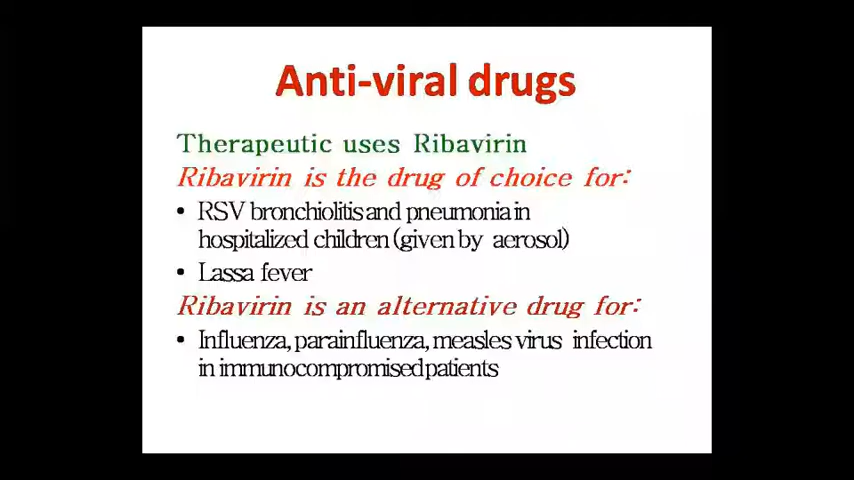 Anti-viral drugs
Therapeutic uses Ribavirin
Ribavirin is the drug of choice for:
• RSV bronchiolitis and pneumonia in
hospitalized children (given by aerosol)
• Lassa fever
Ribavirin is an alternative drug for:
• Influenza, parainfluenza, measles virus infection
in immunocompromised patients